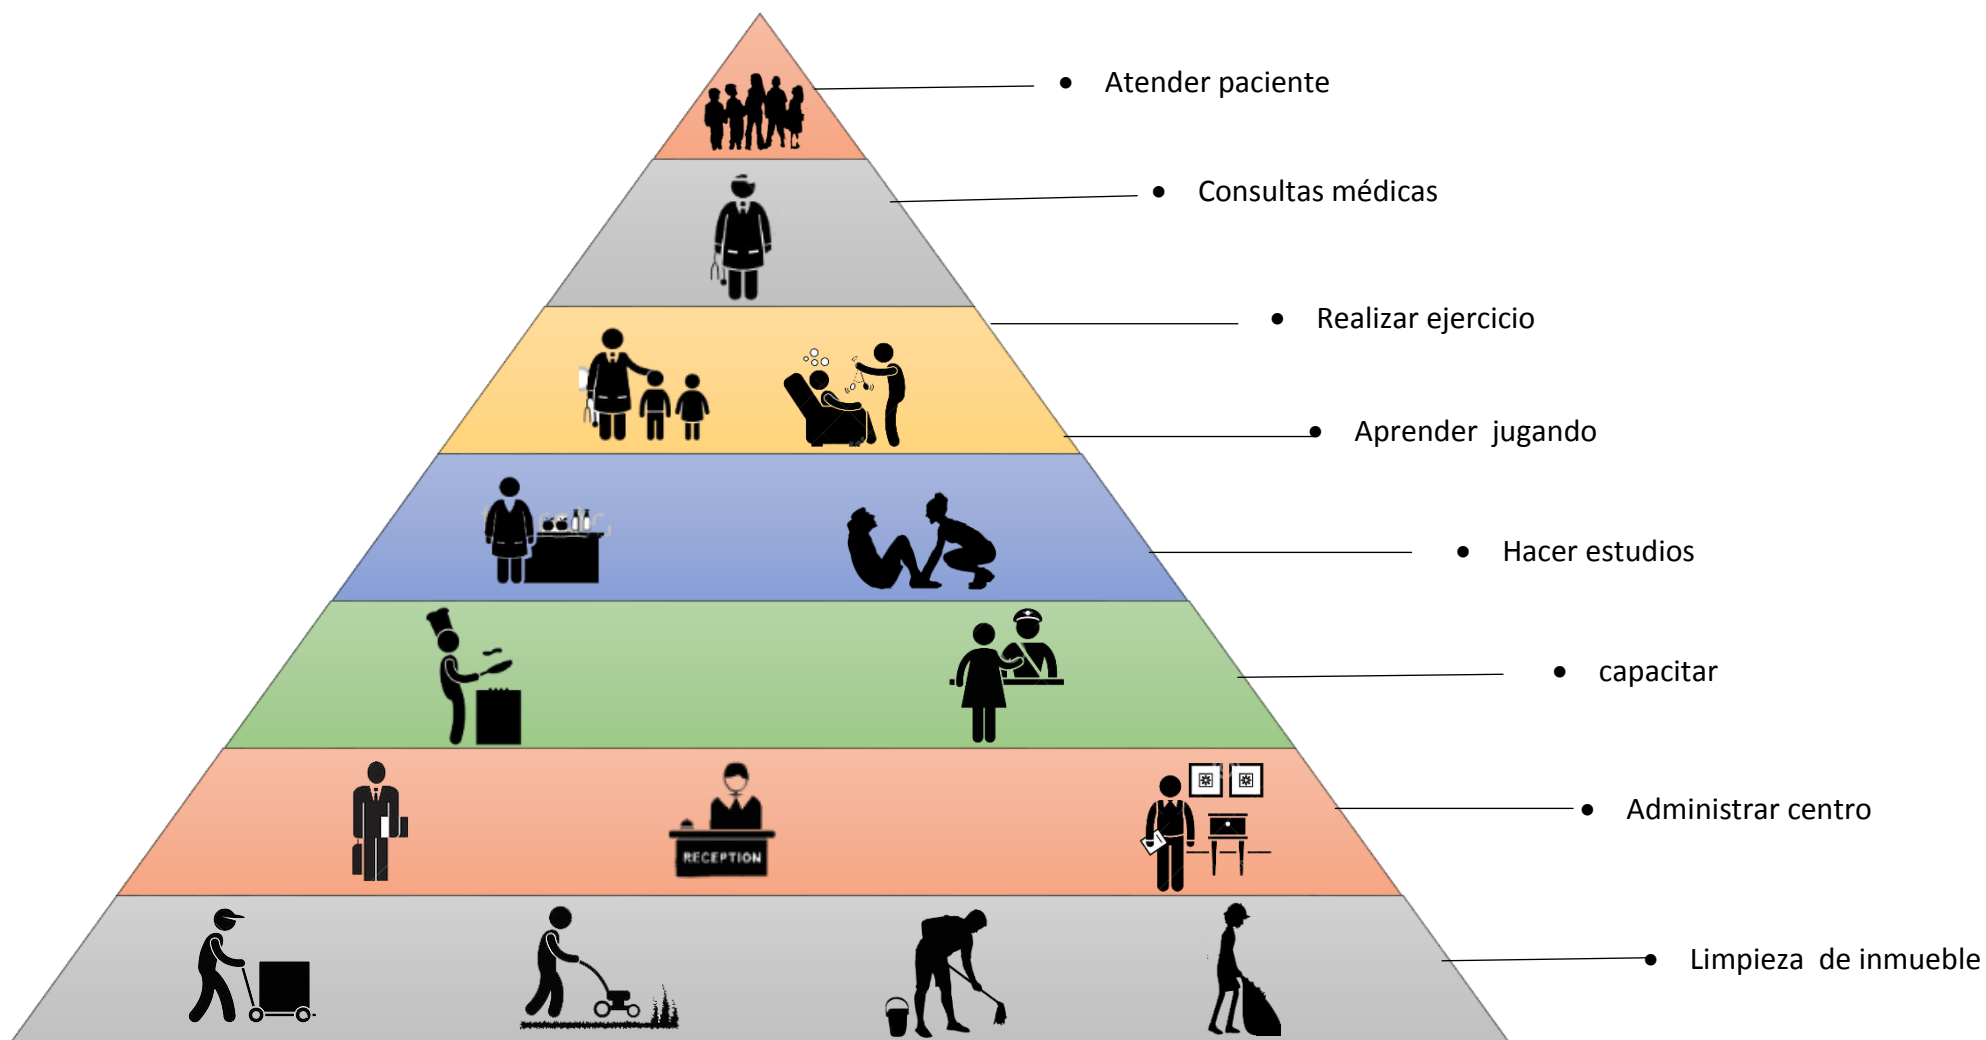 Atender paciente
Consultas médicas
Realizar ejercicio
Aprender jugando
Hacer estudios
capacitar
Administrar centro
RECEPTION
Limpieza de inmueble